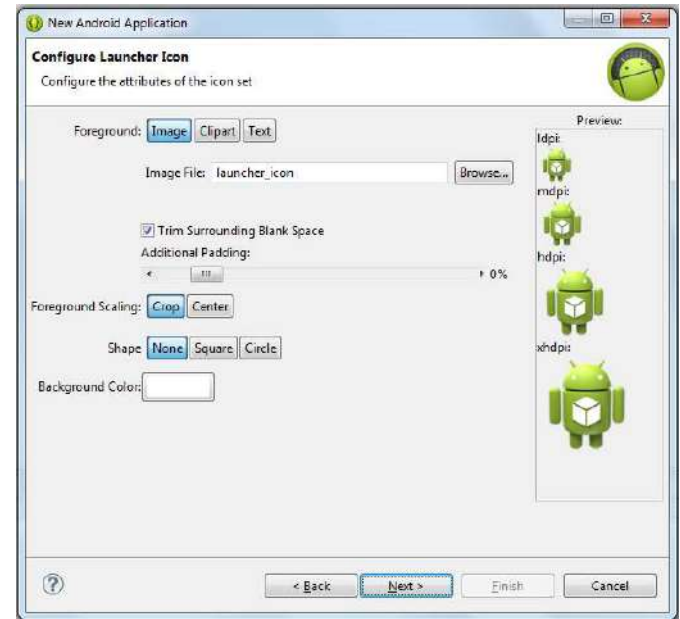 New Android Application
Configure Launcher Icon
Configure the attributes of the icon set
Foreground: Image Clipart Text
Image File: launcher_icon Browse...
Trim Surrounding Blank Space
Additional Padding:
0%
Foreground Scaling: Crop Center
Shape None Square Circle
Background Color:
Preview:
ldpi:
mdpi:
hdpi:
xhdpi:
? < Back Next > Finish Cancel